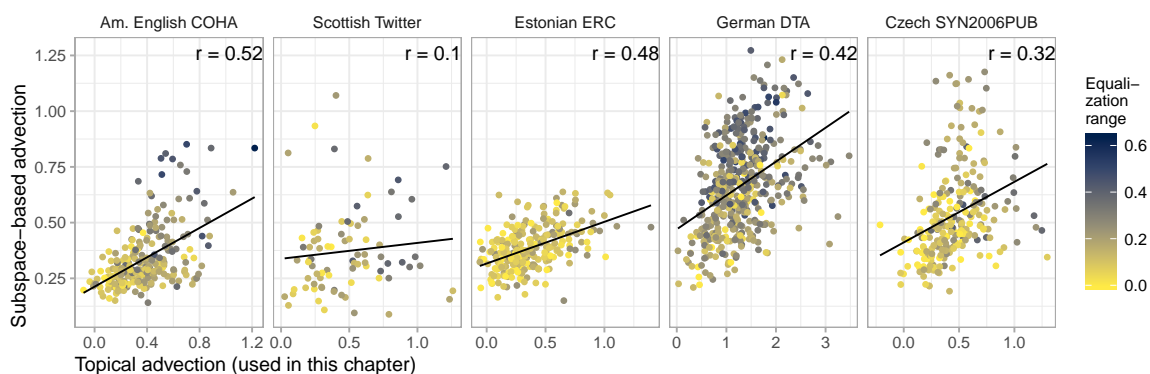 Am. English COHA Scottish Twitter Estonian ERC German DTA Czech SYN2006PUB
r = 0.52 r = 0.1 r = 0.48 r = 0.42 r = 0.32
1.25
1.00
0.75
0.50
0.25
Subspace−based advection
0.0 0.4 0.8 1.2 0.0 0.5 1.0 0.0 0.5 1.0 0 1 2 3 0.0 0.5 1.0
Topical advection (used in this chapter)
Equali−
zation
range
0.6
0.4
0.2
0.0